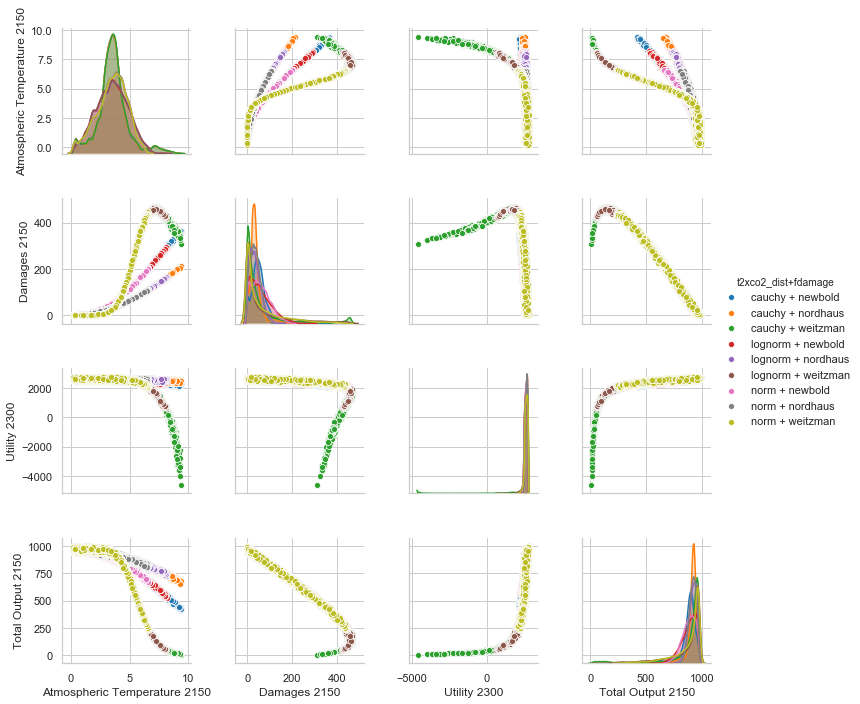 Atmospheric Temperature 2150
10.0
7.5
5.0
2.5
0.0
Damages 2150
400
200
0
t2xco2_dist+fdamage
cauchy + newbold
cauchy + nordhaus
cauchy + weitzman
lognorm + newbold
lognorm + nordhaus
lognorm + weitzman
norm + newbold
norm + nordhaus
norm + weitzman
Utility 2300
2000
0
−2000
−4000
Total Output 2150
1000
750
500
250
0
0 5 10
0 200 400
−5000 0
0 500 1000
Atmospheric Temperature 2150
Damages 2150
Utility 2300
Total Output 2150